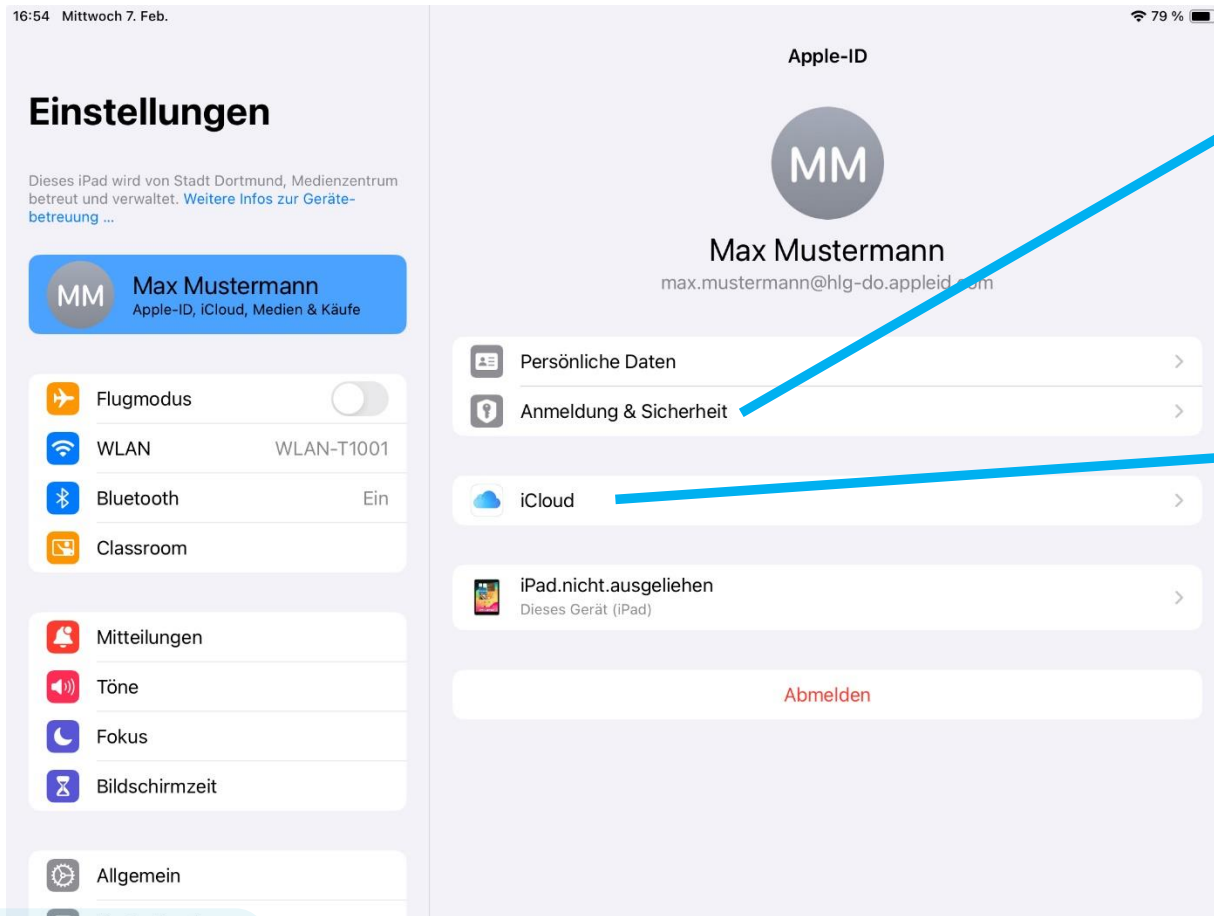 16:54 Mittwoch 7. Feb.
79 %
Einstellungen
Dieses iPad wird von Stadt Dortmund, Medienzentrum
betreut und verwaltet. Weitere Infos zur Geräte-
betreuung ...
MM
Max Mustermann
Apple-ID, iCloud, Medien & Käufe
Flugmodus
WLAN WLAN-T1001
Bluetooth Ein
Classroom
Mitteilungen
Töne
Fokus
Bildschirmzeit
Allgemein
Apple-ID
MM
Max Mustermann
max.mustermann@hlg-do.appleid.com
Persönliche Daten
Anmeldung & Sicherheit
iCloud
iPad.nicht.ausgeliehen
Dieses Gerät (iPad)
Abmelden